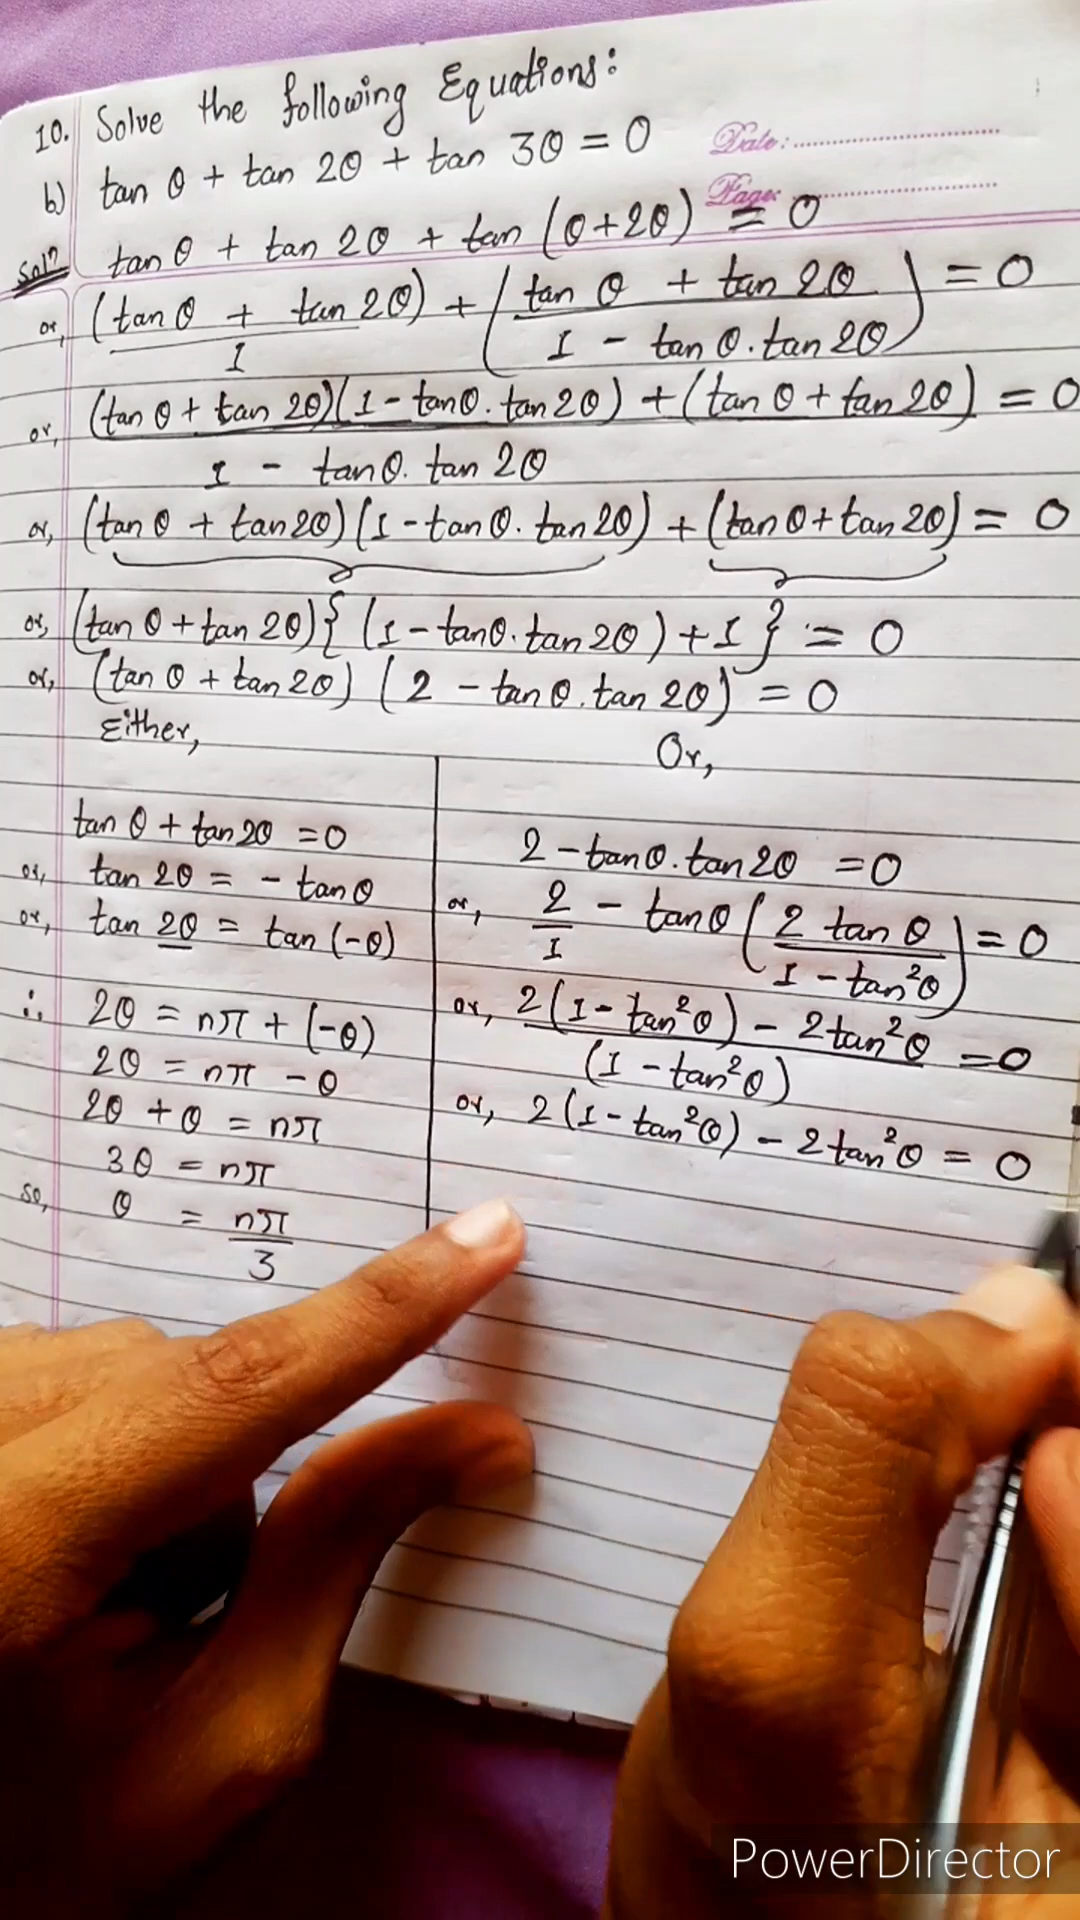 10. Solve the following Equations:
b) tan θ + tan 2θ + tan 3θ = 0
Date:
Page:
Solⁿ tan θ + tan 2θ + tan (θ+2θ) = 0
or, (tan θ + tan 2θ)/1 + (tan θ + tan 2θ / 1 - tan θ. tan 2θ) = 0
or, (tan θ + tan 2θ)(1 - tanθ. tan 2θ) + (tan θ + tan 2θ) / 1 - tanθ. tan 2θ = 0
or, (tan θ + tan 2θ)(1 - tan θ. tan 2θ) + (tan θ + tan 2θ) = 0
or, (tan θ + tan 2θ){(1 - tanθ. tan 2θ) + 1} = 0
or, (tan θ + tan 2θ) (2 - tan θ. tan 2θ) = 0
Either,
tan θ + tan 2θ = 0
or, tan 2θ = - tan θ
or, tan 2θ = tan (-θ)
∴ 2θ = nπ + (-θ)
2θ = nπ - θ
2θ + θ = nπ
3θ = nπ
so, θ = nπ/3
Or,
2 - tanθ. tan 2θ = 0
or, 2/1 - tanθ (2 tan θ / 1 - tan²θ) = 0
or, 2(1 - tan²θ) - 2tan²θ / (1 - tan²θ) = 0
or, 2(1 - tan²θ) - 2tan²θ = 0
PowerDirector